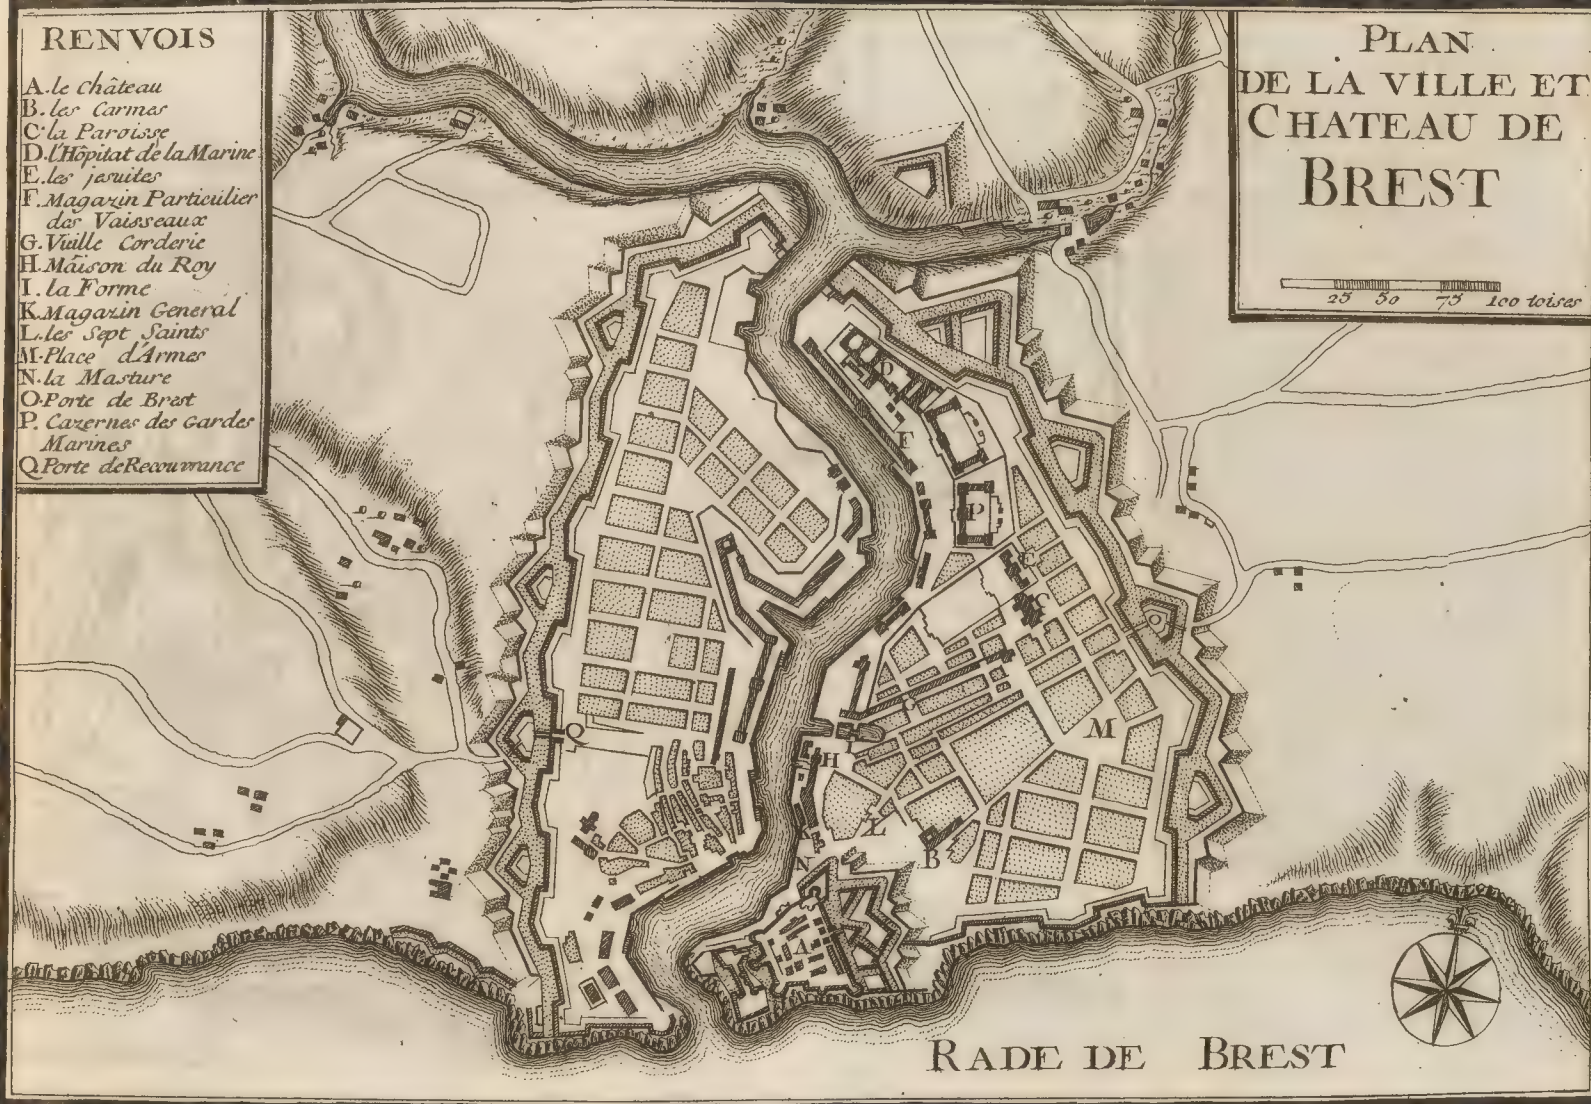 RENVOIS
A. le château
B. les Carmes
C. la Paroisse
D. l'Hôpitat de la Marine
E. les jesuites
F. Magazin Particulier
des Vaisseaux
G. Vieille Corderie
H. Maison du Roy
I. la Forme
K. Magazin General
L. les Sept Saints
M. Place d'Armes
N. la Masture
O. Porte de Brest
P. Cazernes des Gardes
Marines
Q. Porte de Recouvrance
PLAN
DE LA VILLE ET
CHATEAU DE
BREST
25 50 75 100 toises
D
F
P
E
C
O
G
M
Q
I
H
L
K
B
N
A
RADE DE BREST